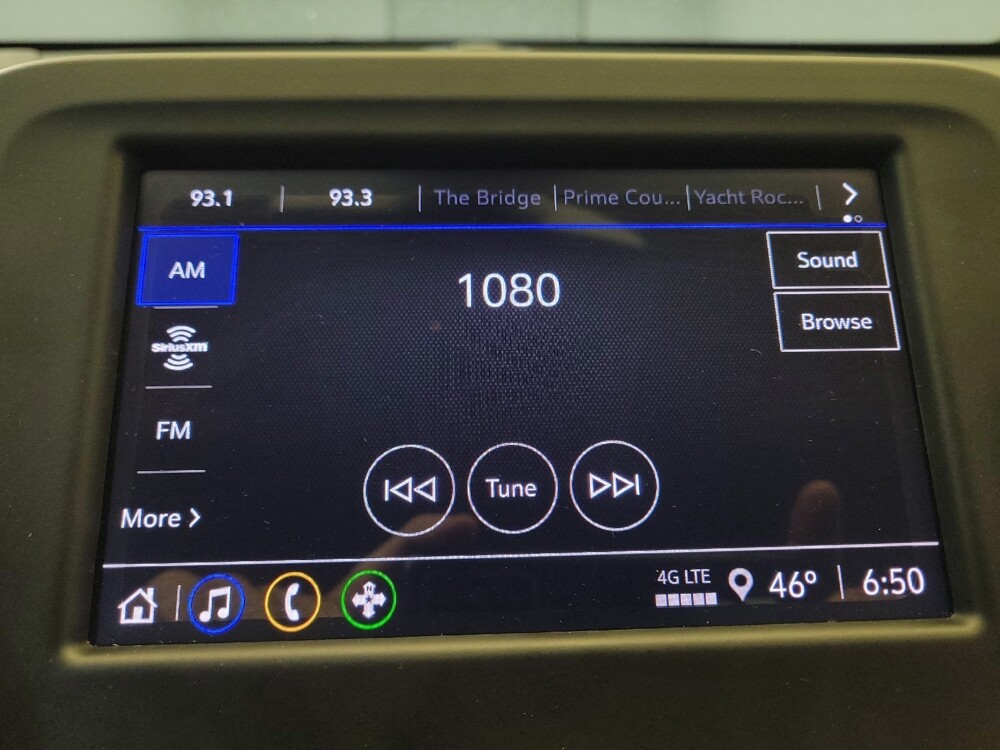 93.1 93.3 The Bridge Prime Cou... Yacht Roc...
AM
1080
Sound
Browse
SiriusXm
FM
Tune
More
4G LTE
46° 6:50